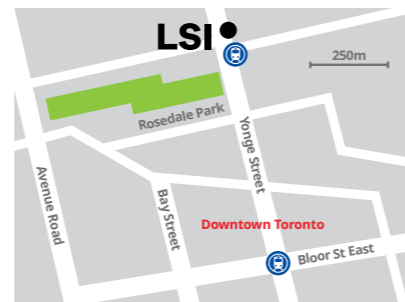 LSI
250m
Rosedale Park
Yonge Street
Avenue Road
Bay Street
Downtown Toronto
Bloor St East